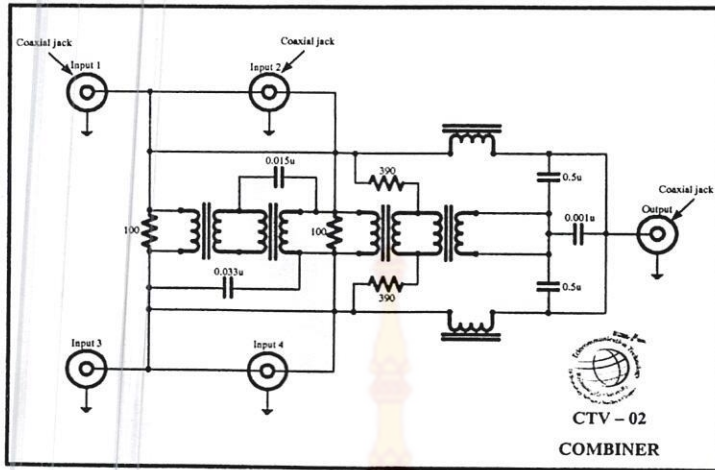 Coaxial jack
Coaxial jack
Input 1
Input 2
0.015u
390
0.5u
Coaxial jack
100
100
0.001u
Output
0.033u
390
0.5u
Input 3
Input 4
CTV – 02
COMBINER